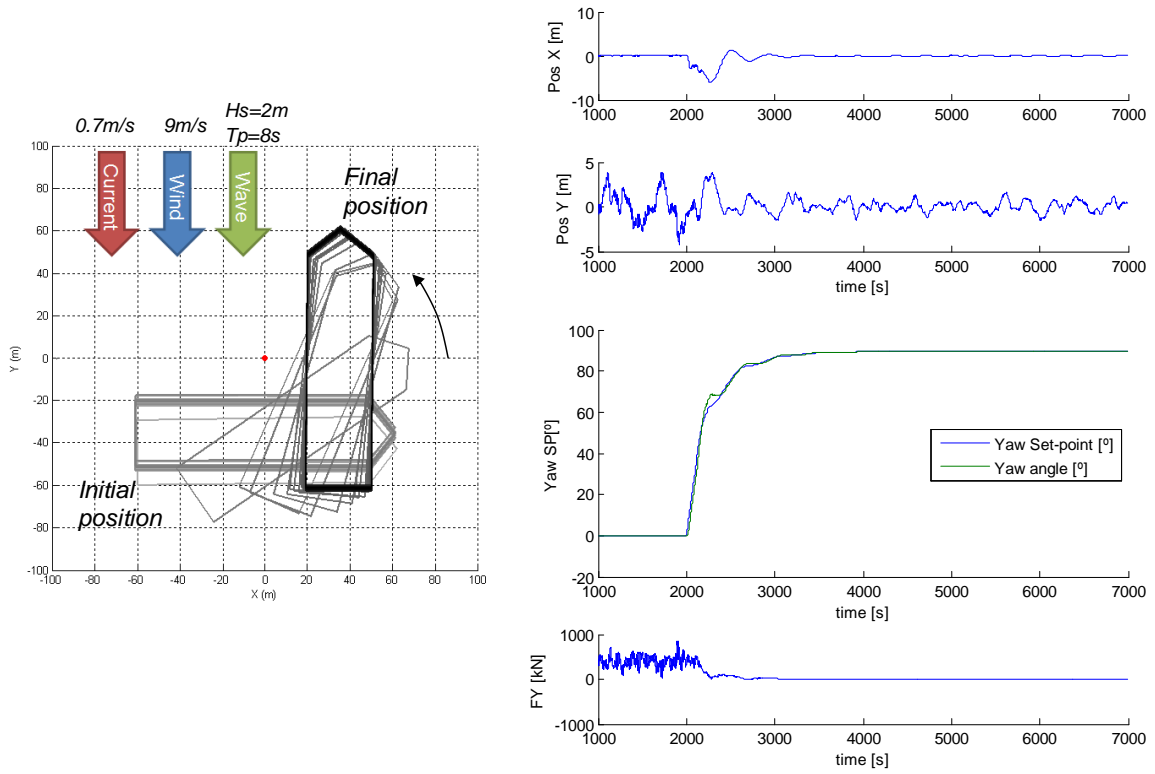 0.7m/s
9m/s
Hs=2m
Tp=8s
Current
Wind
Wave
Final
position
Initial
position
100
80
60
40
20
0
-20
-40
-60
-80
-100
Y (m)
-100 -80 -60 -40 -20 0 20 40 60 80 100
X (m)
Pos X [m]
10
0
-10
1000 2000 3000 4000 5000 6000 7000
Pos Y [m]
5
0
-5
1000 2000 3000 4000 5000 6000 7000
time [s]
Yaw SP[º]
100
80
60
40
20
0
-20
Yaw Set-point [º]
Yaw angle [º]
1000 2000 3000 4000 5000 6000 7000
time [s]
FY [kN]
1000
0
-1000
1000 2000 3000 4000 5000 6000 7000
time [s]